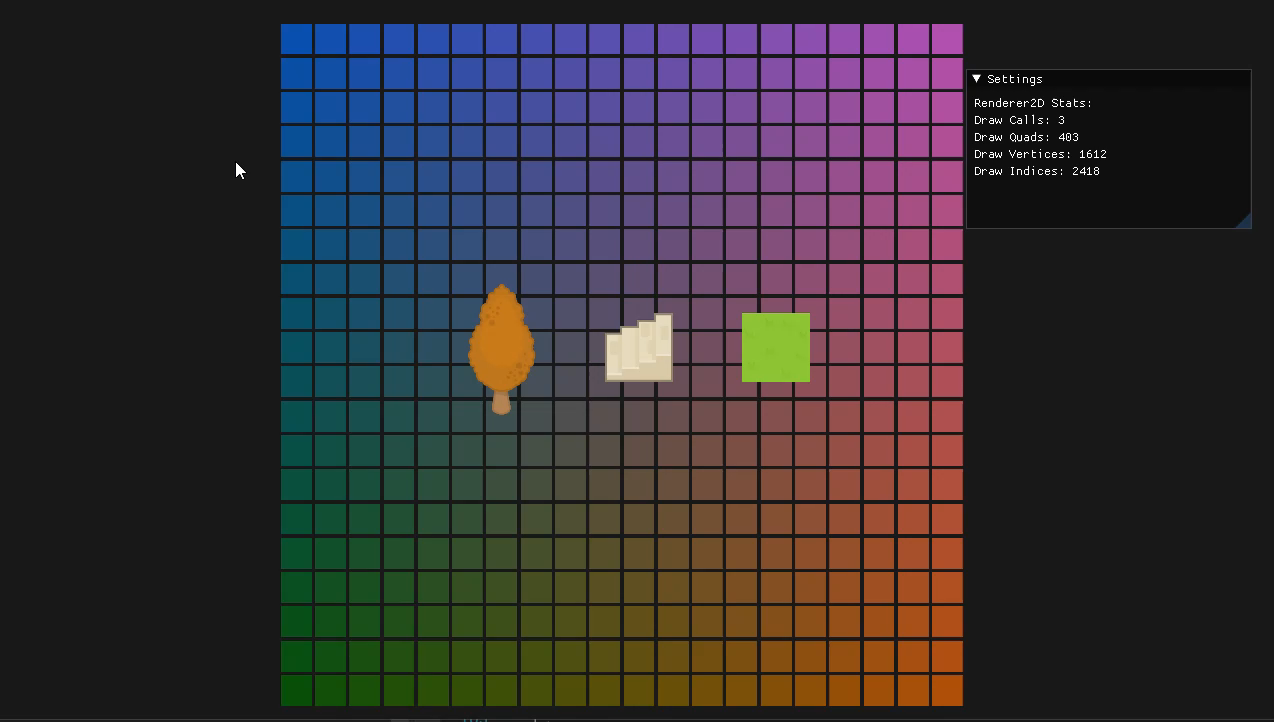 Settings
Renderer2D Stats:
Draw Calls: 3
Draw Quads: 403
Draw Vertices: 1612
Draw Indices: 2418